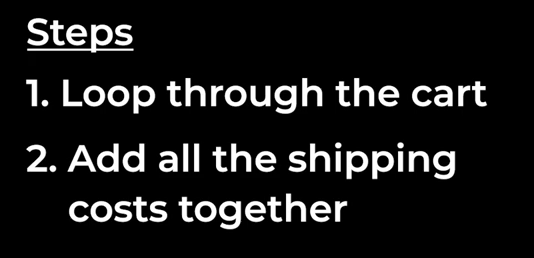 Steps
1. Loop through the cart
2. Add all the shipping
costs together